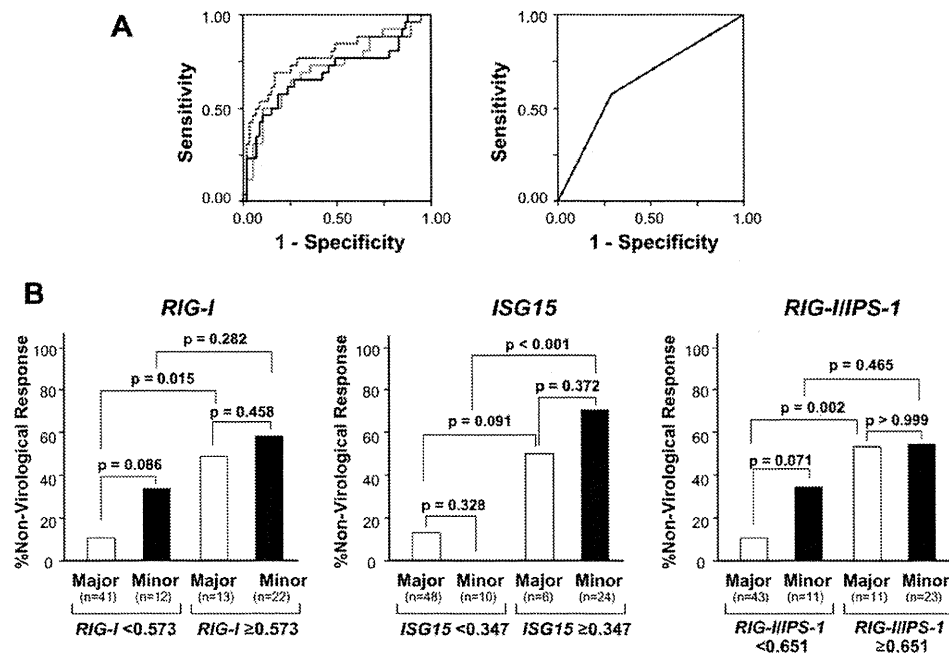 A
Sensitivity
1.00
0.50
0.00
0.00 0.50 1.00
1 - Specificity
Sensitivity
1.00
0.50
0.00
0.00 0.50 1.00
1 - Specificity
B
RIG-I
%Non-Virological Response
100
80
60
40
20
0
p = 0.282
p = 0.015
p = 0.458
p = 0.086
Major Minor Major Minor
(n=41) (n=12) (n=13) (n=22)
RIG-I <0.573 RIG-I ≥0.573
ISG15
%Non-Virological Response
100
80
60
40
20
0
p < 0.001
p = 0.372
p = 0.091
p = 0.328
Major Minor Major Minor
(n=48) (n=10) (n=6) (n=24)
ISG15 <0.347 ISG15 ≥0.347
RIG-I/IPS-1
%Non-Virological Response
100
80
60
40
20
0
p = 0.465
p = 0.002
p > 0.999
p = 0.071
Major Minor Major Minor
(n=43) (n=11) (n=11) (n=23)
RIG-I/IPS-1 RIG-I/IPS-1
<0.651 ≥0.651